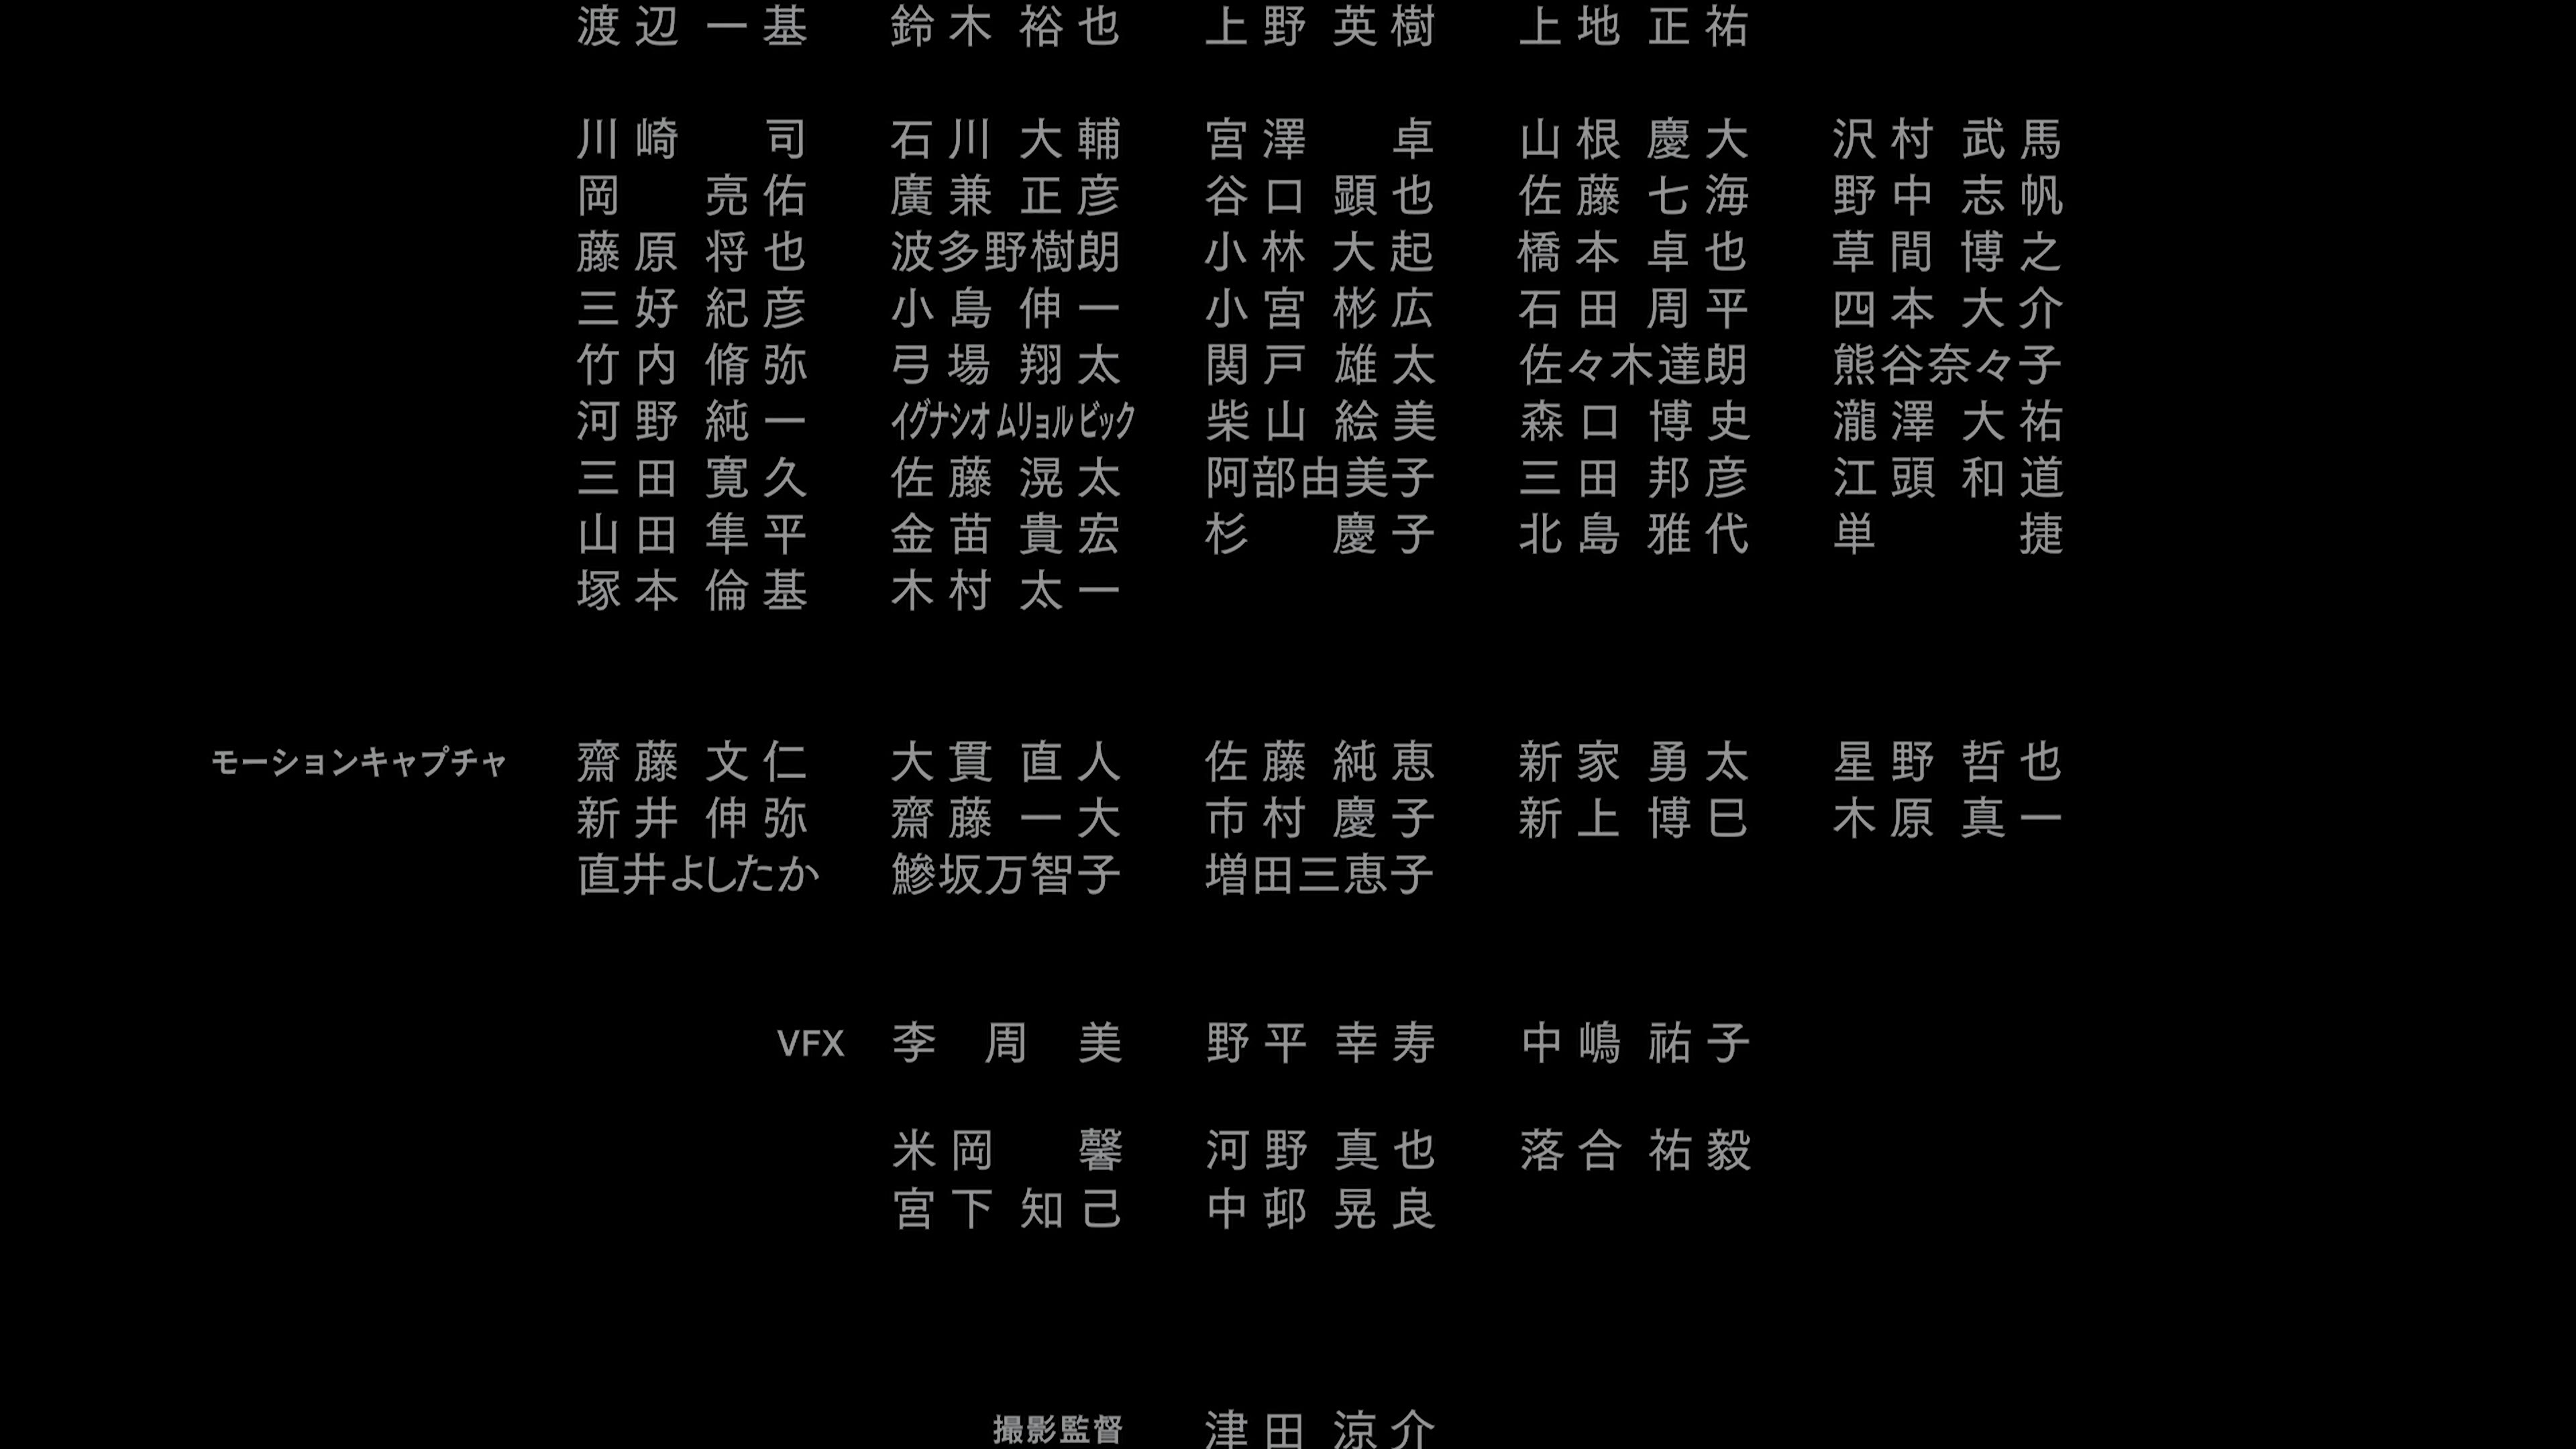 渡辺 一基 鈴木 裕也 上野 英樹 上地 正祐
川崎 司 石川 大輔 宮澤 卓 山根 慶大 沢村 武馬
岡 亮佑 廣兼 正彦 谷口 顕也 佐藤 七海 野中 志帆
藤原 将也 波多野樹朗 小林 大起 橋本 卓也 草間 博之
三好 紀彦 小島 伸一 小宮 彬広 石田 周平 四本 大介
竹内 脩弥 弓場 翔太 関戸 雄太 佐々木達朗 熊谷奈々子
河野 純一 イグナシオ ムリョル ビック 柴山 絵美 森口 博史 瀧澤 大祐
三田 寛久 佐藤 滉太 阿部由美子 三田 邦彦 江頭 和道
山田 隼平 金苗 貴宏 杉 慶子 北島 雅代 単 捷
塚本 倫基 木村 太一
モーションキャプチャ 齋藤 文仁 大貫 直人 佐藤 純恵 新家 勇太 星野 哲也
新井 伸弥 齋藤 一大 市村 慶子 新上 博巳 木原 真一
直井よしたか 鰺坂万智子 増田三恵子
VFX 李 周 美 野平 幸寿 中嶋 祐子
米岡 馨 河野 真也 落合 祐毅
宮下 知己 中邨 晃良
撮影監督 津田 涼介